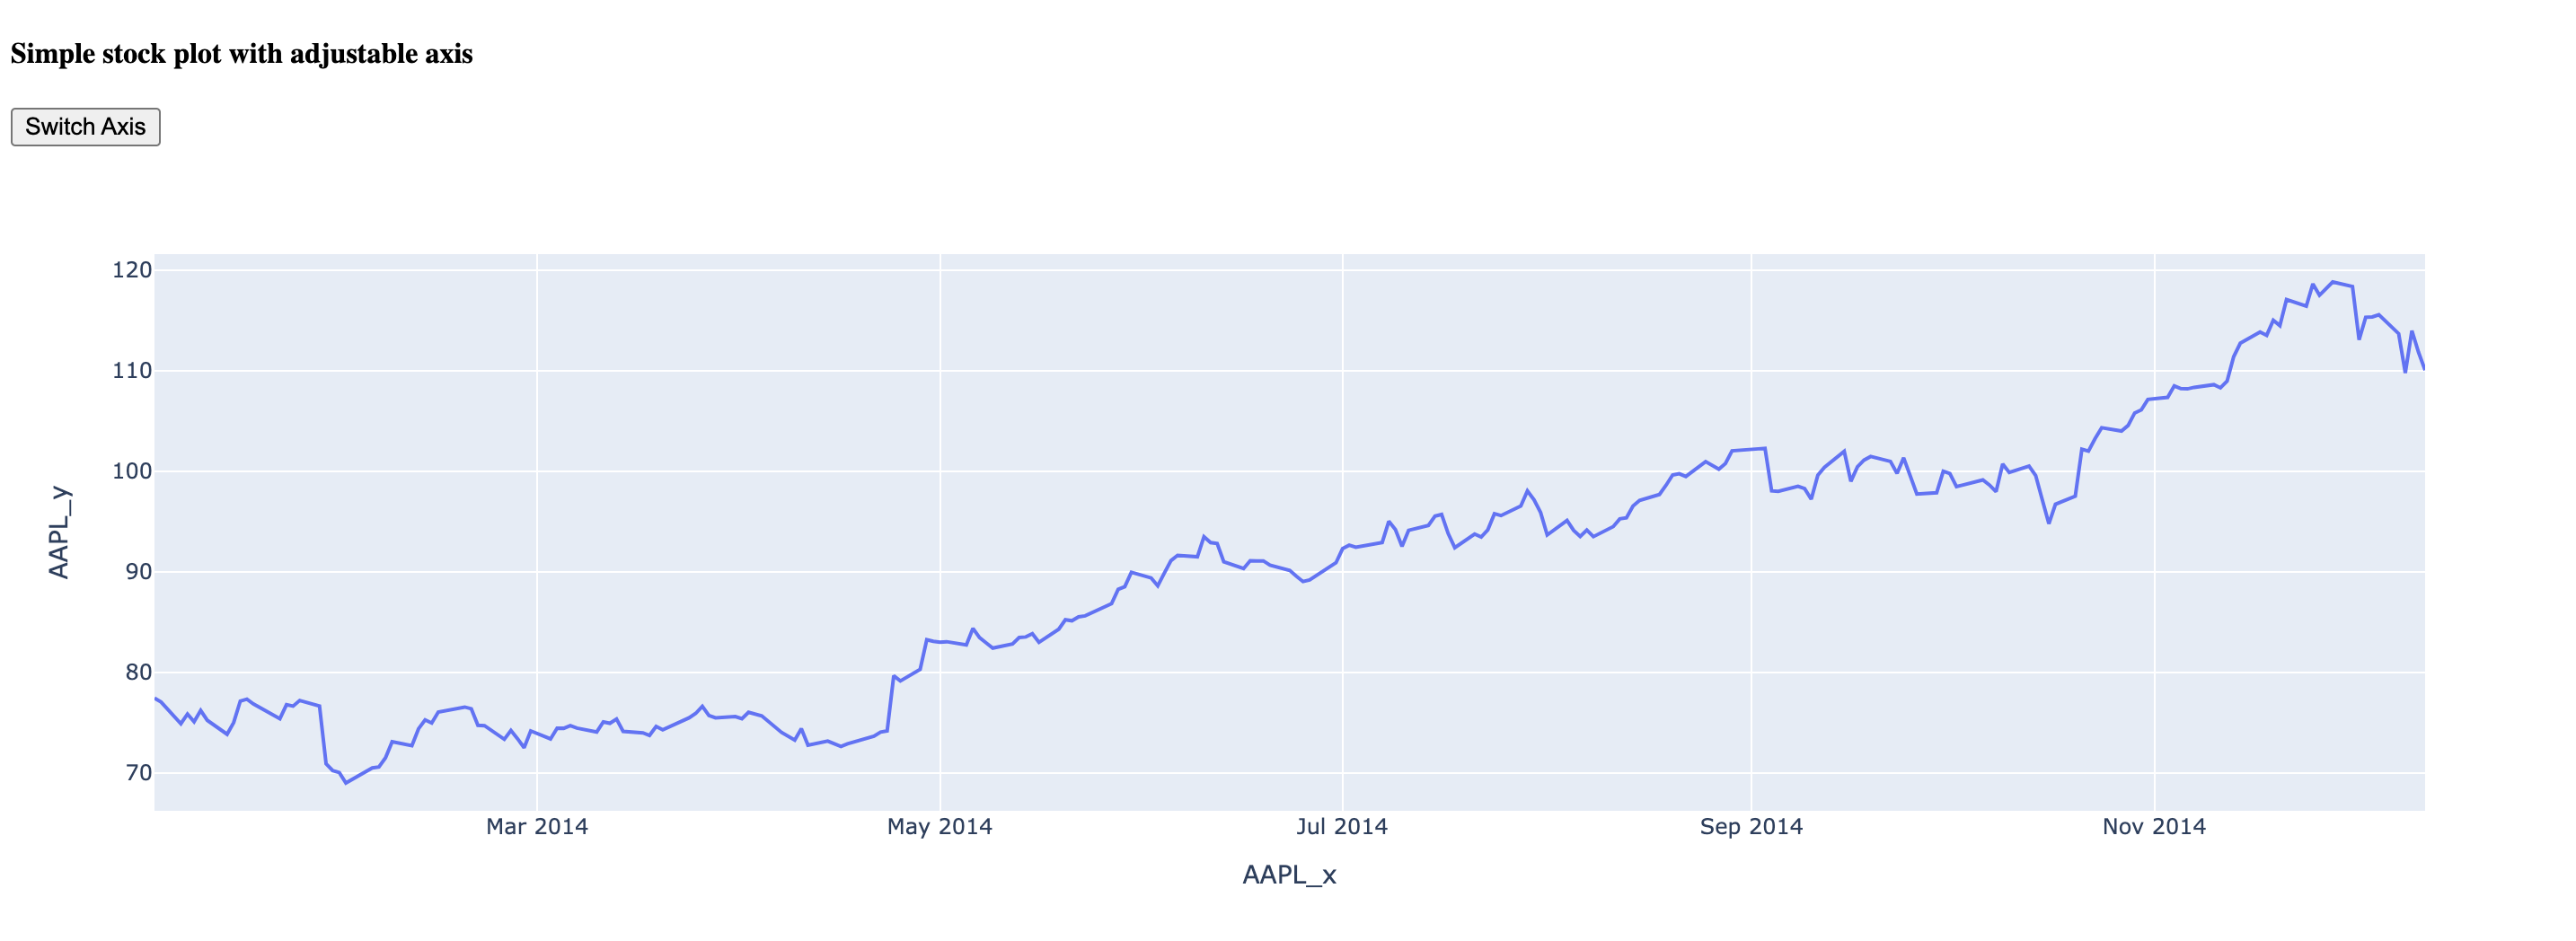 Simple stock plot with adjustable axis
Switch Axis
120
110
100
90
80
70
AAPL_y
Mar 2014
May 2014
Jul 2014
Sep 2014
Nov 2014
AAPL_x